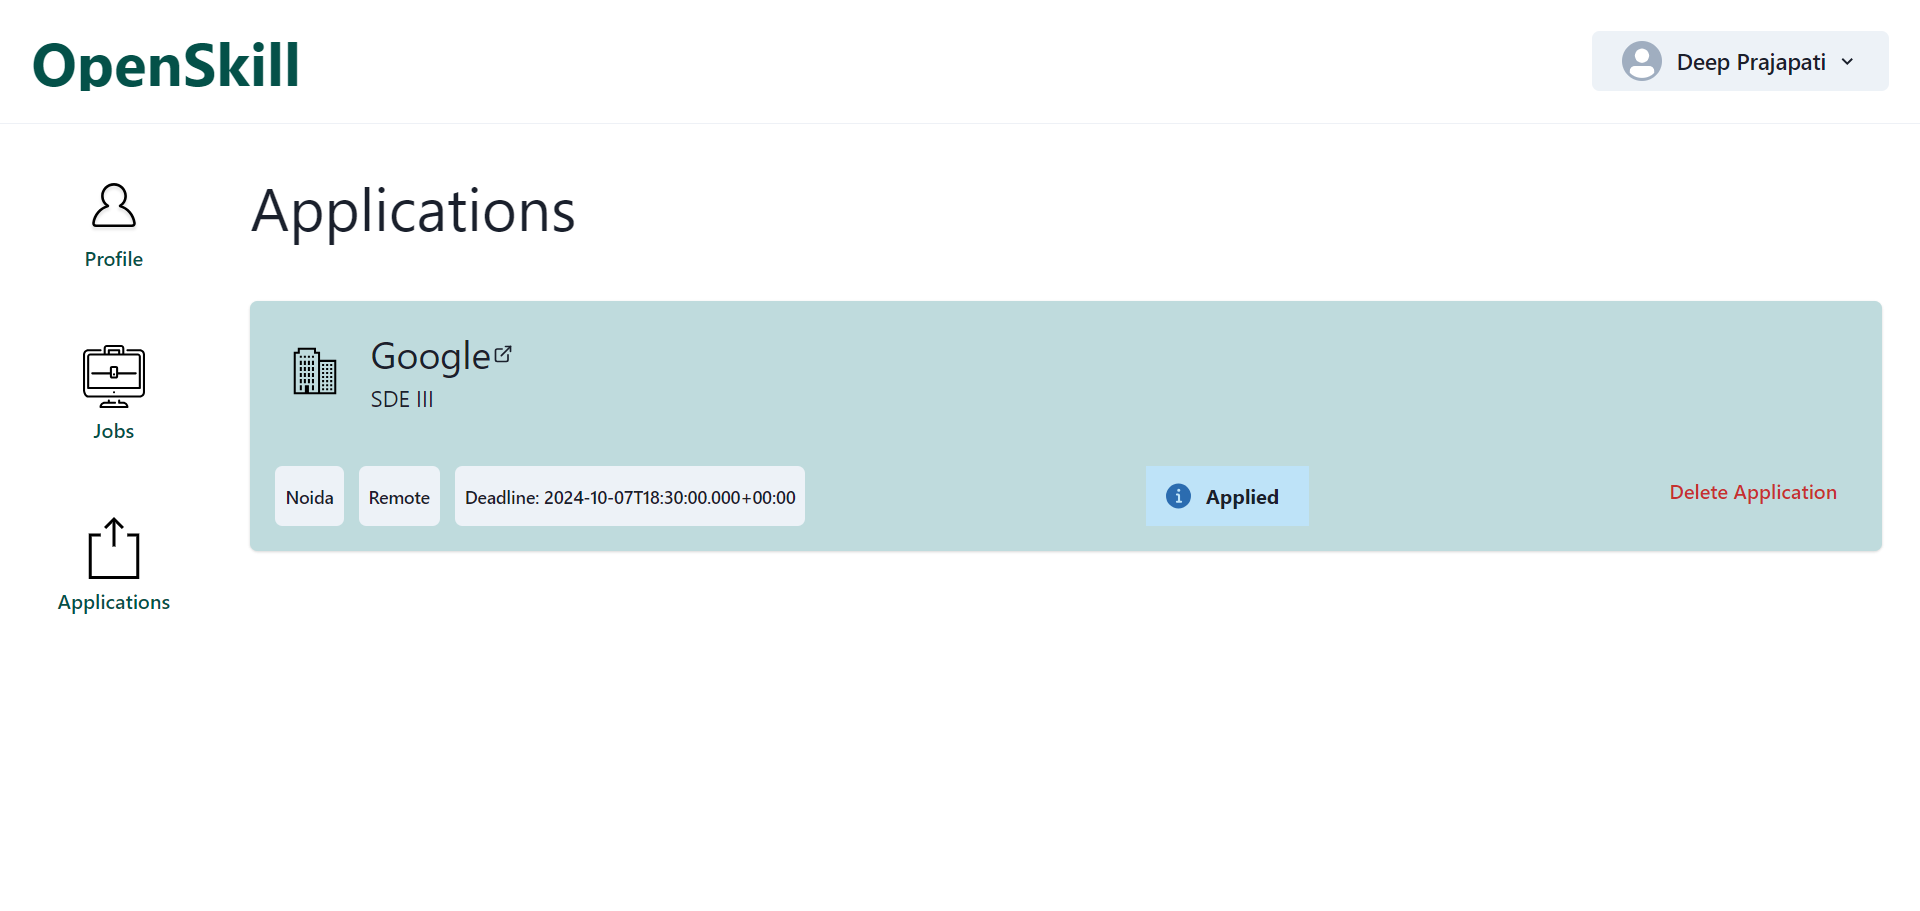 OpenSkill
Deep Prajapati
Profile
Jobs
Applications
Applications
Google
SDE III
Noida
Remote
Deadline: 2024-10-07T18:30:00.000+00:00
Applied
Delete Application